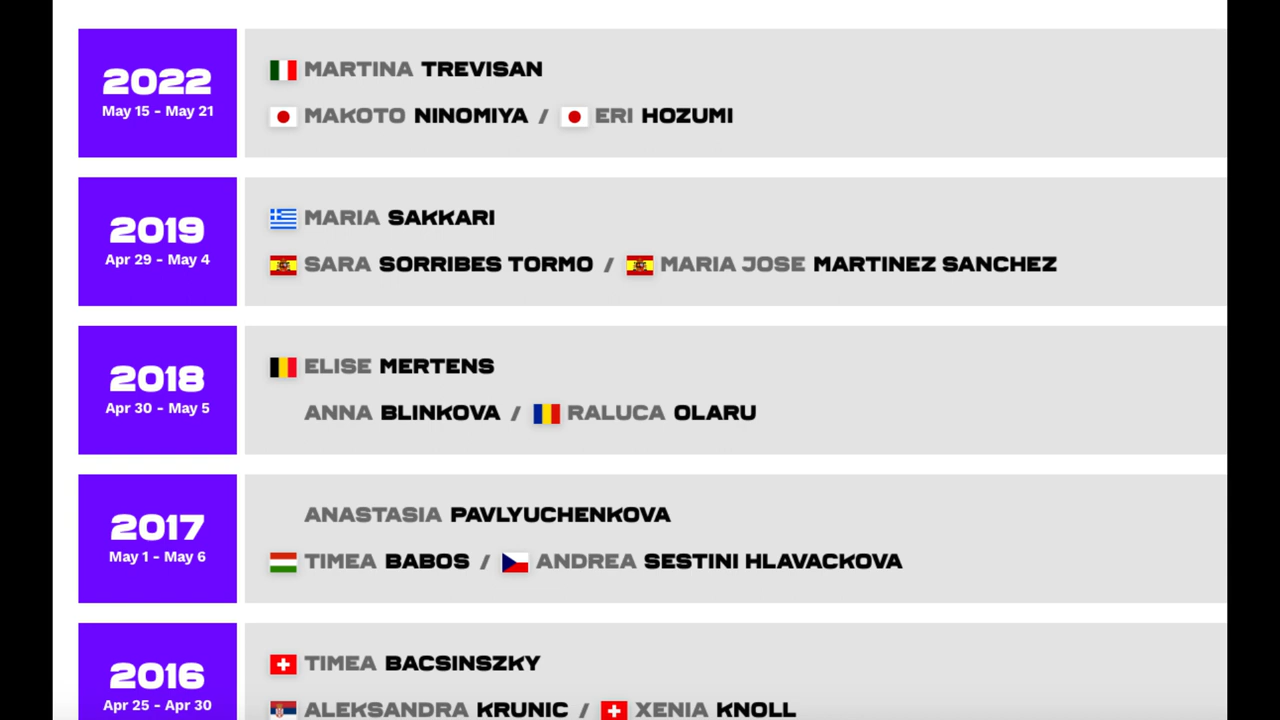 2022
May 15 - May 21
MARTINA TREVISAN
MAKOTO NINOMIYA / ERI HOZUMI
2019
Apr 29 - May 4
MARIA SAKKARI
SARA SORRIBES TORMO / MARIA JOSE MARTINEZ SANCHEZ
2018
Apr 30 - May 5
ELISE MERTENS
ANNA BLINKOVA / RALUCA OLARU
2017
May 1 - May 6
ANASTASIA PAVLYUCHENKOVA
TIMEA BABOS / ANDREA SESTINI HLAVACKOVA
2016
Apr 25 - Apr 30
TIMEA BACSINSZKY
ALEKSANDRA KRUNIC / XENIA KNOLL